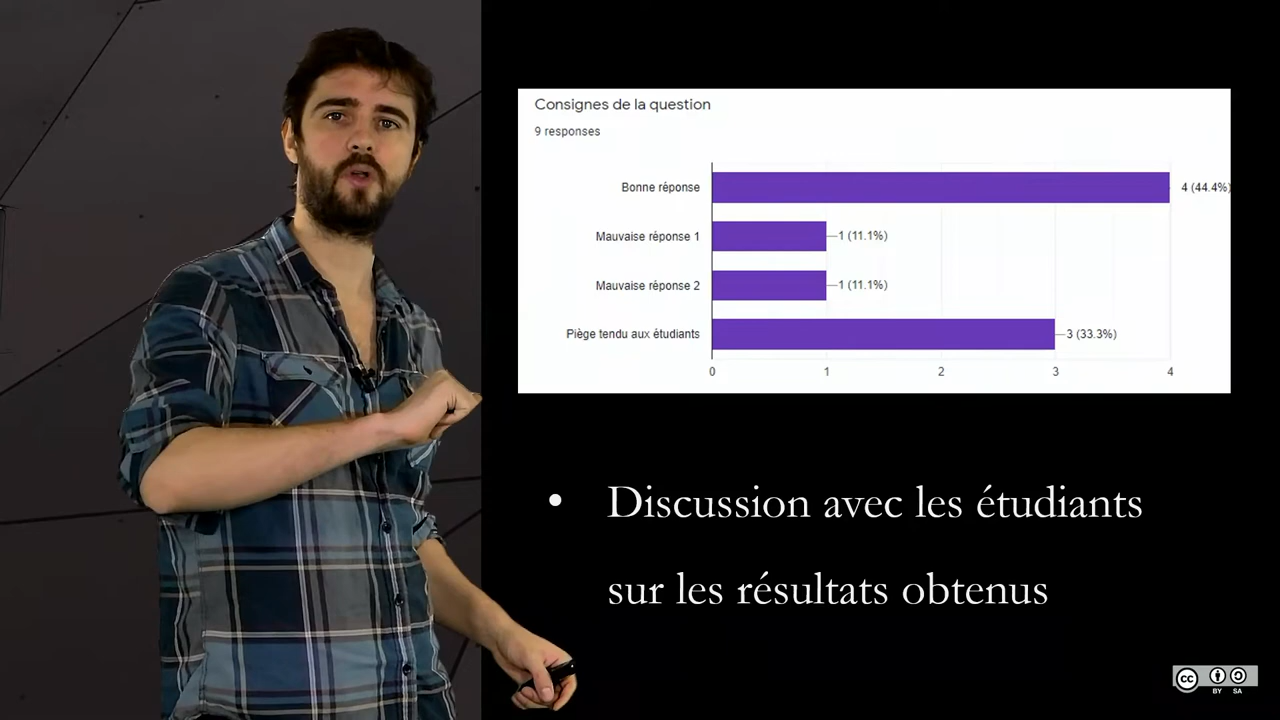 Consignes de la question
9 responses
Bonne réponse
4 (44.4%)
Mauvaise réponse 1
1 (11.1%)
Mauvaise réponse 2
1 (11.1%)
Piège tendu aux étudiants
3 (33.3%)
0 1 2 3 4
• Discussion avec les étudiants
sur les résultats obtenus
cc
BY SA